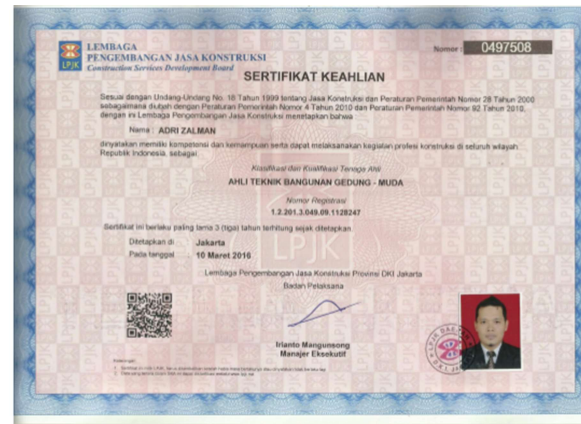 LEMBAGA
PENGEMBANGAN JASA KONSTRUKSI
Construction Services Development Board
LPJK
Nomor : 0497508
SERTIFIKAT KEAHLIAN
Sesuai dengan Undang-Undang No. 18 Tahun 1999 tentang Jasa Konstruksi dan Peraturan Pemerintah Nomor 28 Tahun 2000
sebagaimana diubah dengan Peraturan Pemerintah Nomor 4 Tahun 2010 dan Peraturan Pemerintah Nomor 92 Tahun 2010,
dengan ini Lembaga Pengembangan Jasa Konstruksi menetapkan bahwa
Nama : ADRI ZALMAN
dinyatakan memiliki kompetensi dan kemampuan serta dapat melaksanakan kegiatan profesi konstruksi di seluruh wilayah
Republik Indonesia, sebagai
Klasifikasi dan Kualifikasi Tenaga Ahli
AHLI TEKNIK BANGUNAN GEDUNG - MUDA
Nomor Registrasi
1.2.201.3.049.09.1128247
Sertifikat ini berlaku paling lama 3 (tiga) tahun terhitung sejak ditetapkan.
Ditetapkan di : Jakarta
Pada tanggal : 10 Maret 2016
Lembaga Pengembangan Jasa Konstruksi Provinsi DKI Jakarta
Badan Pelaksana
Irianto Mangunsong
Manajer Eksekutif